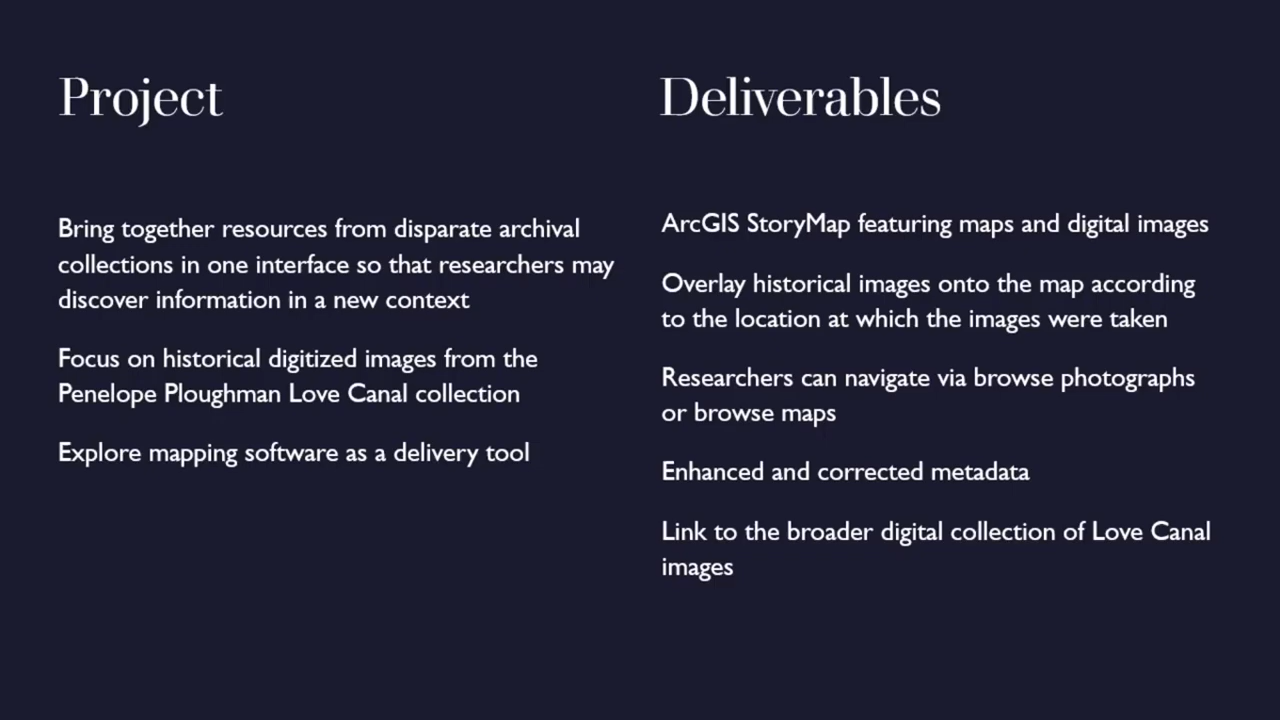 Project
Bring together resources from disparate archival
collections in one interface so that researchers may
discover information in a new context
Focus on historical digitized images from the
Penelope Ploughman Love Canal collection
Explore mapping software as a delivery tool
Deliverables
ArcGIS StoryMap featuring maps and digital images
Overlay historical images onto the map according
to the location at which the images were taken
Researchers can navigate via browse photographs
or browse maps
Enhanced and corrected metadata
Link to the broader digital collection of Love Canal
images